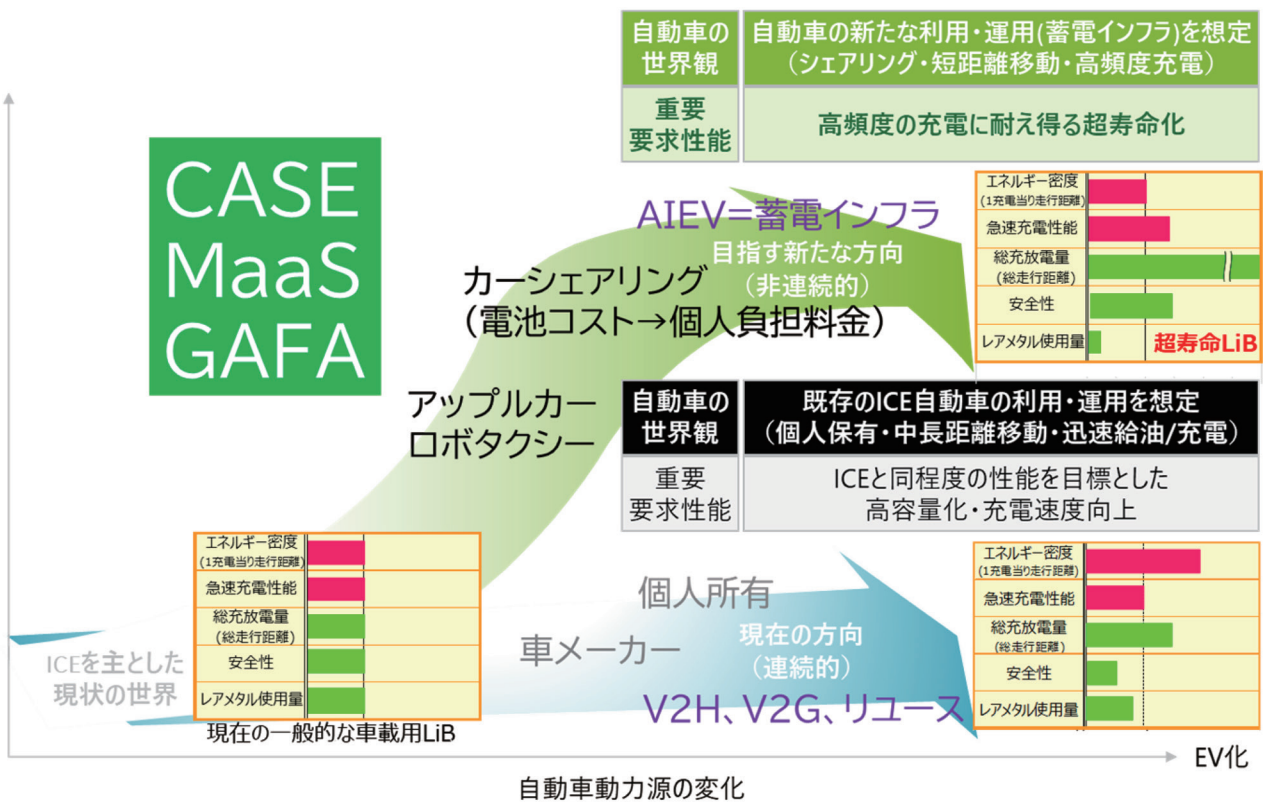 自動車の
世界観
自動車の新たな利用・運用(蓄電インフラ)を想定
（シェアリング・短距離移動・高頻度充電）
重要
要求性能
高頻度の充電に耐え得る超寿命化
CASE
MaaS
GAFA
AIEV＝蓄電インフラ
目指す新たな方向
（非連続的）
カーシェアリング
（電池コスト→個人負担料金）
アップルカー
ロボタクシー
エネルギー密度
(1充電当り走行距離)
急速充電性能
総充放電量
(総走行距離)
安全性
レアメタル使用量
超寿命LiB
自動車の
世界観
既存のICE自動車の利用・運用を想定
（個人保有・中長距離移動・迅速給油/充電）
重要
要求性能
ICEと同程度の性能を目標とした
高容量化・充電速度向上
ICEを主とした
現状の世界
エネルギー密度
(1充電当り走行距離)
急速充電性能
総充放電量
(総走行距離)
安全性
レアメタル使用量
現在の一般的な車載用LiB
個人所有
車メーカー
現在の方向
（連続的）
V2H、V2G、リユース
エネルギー密度
(1充電当り走行距離)
急速充電性能
総充放電量
(総走行距離)
安全性
レアメタル使用量
EV化
自動車動力源の変化